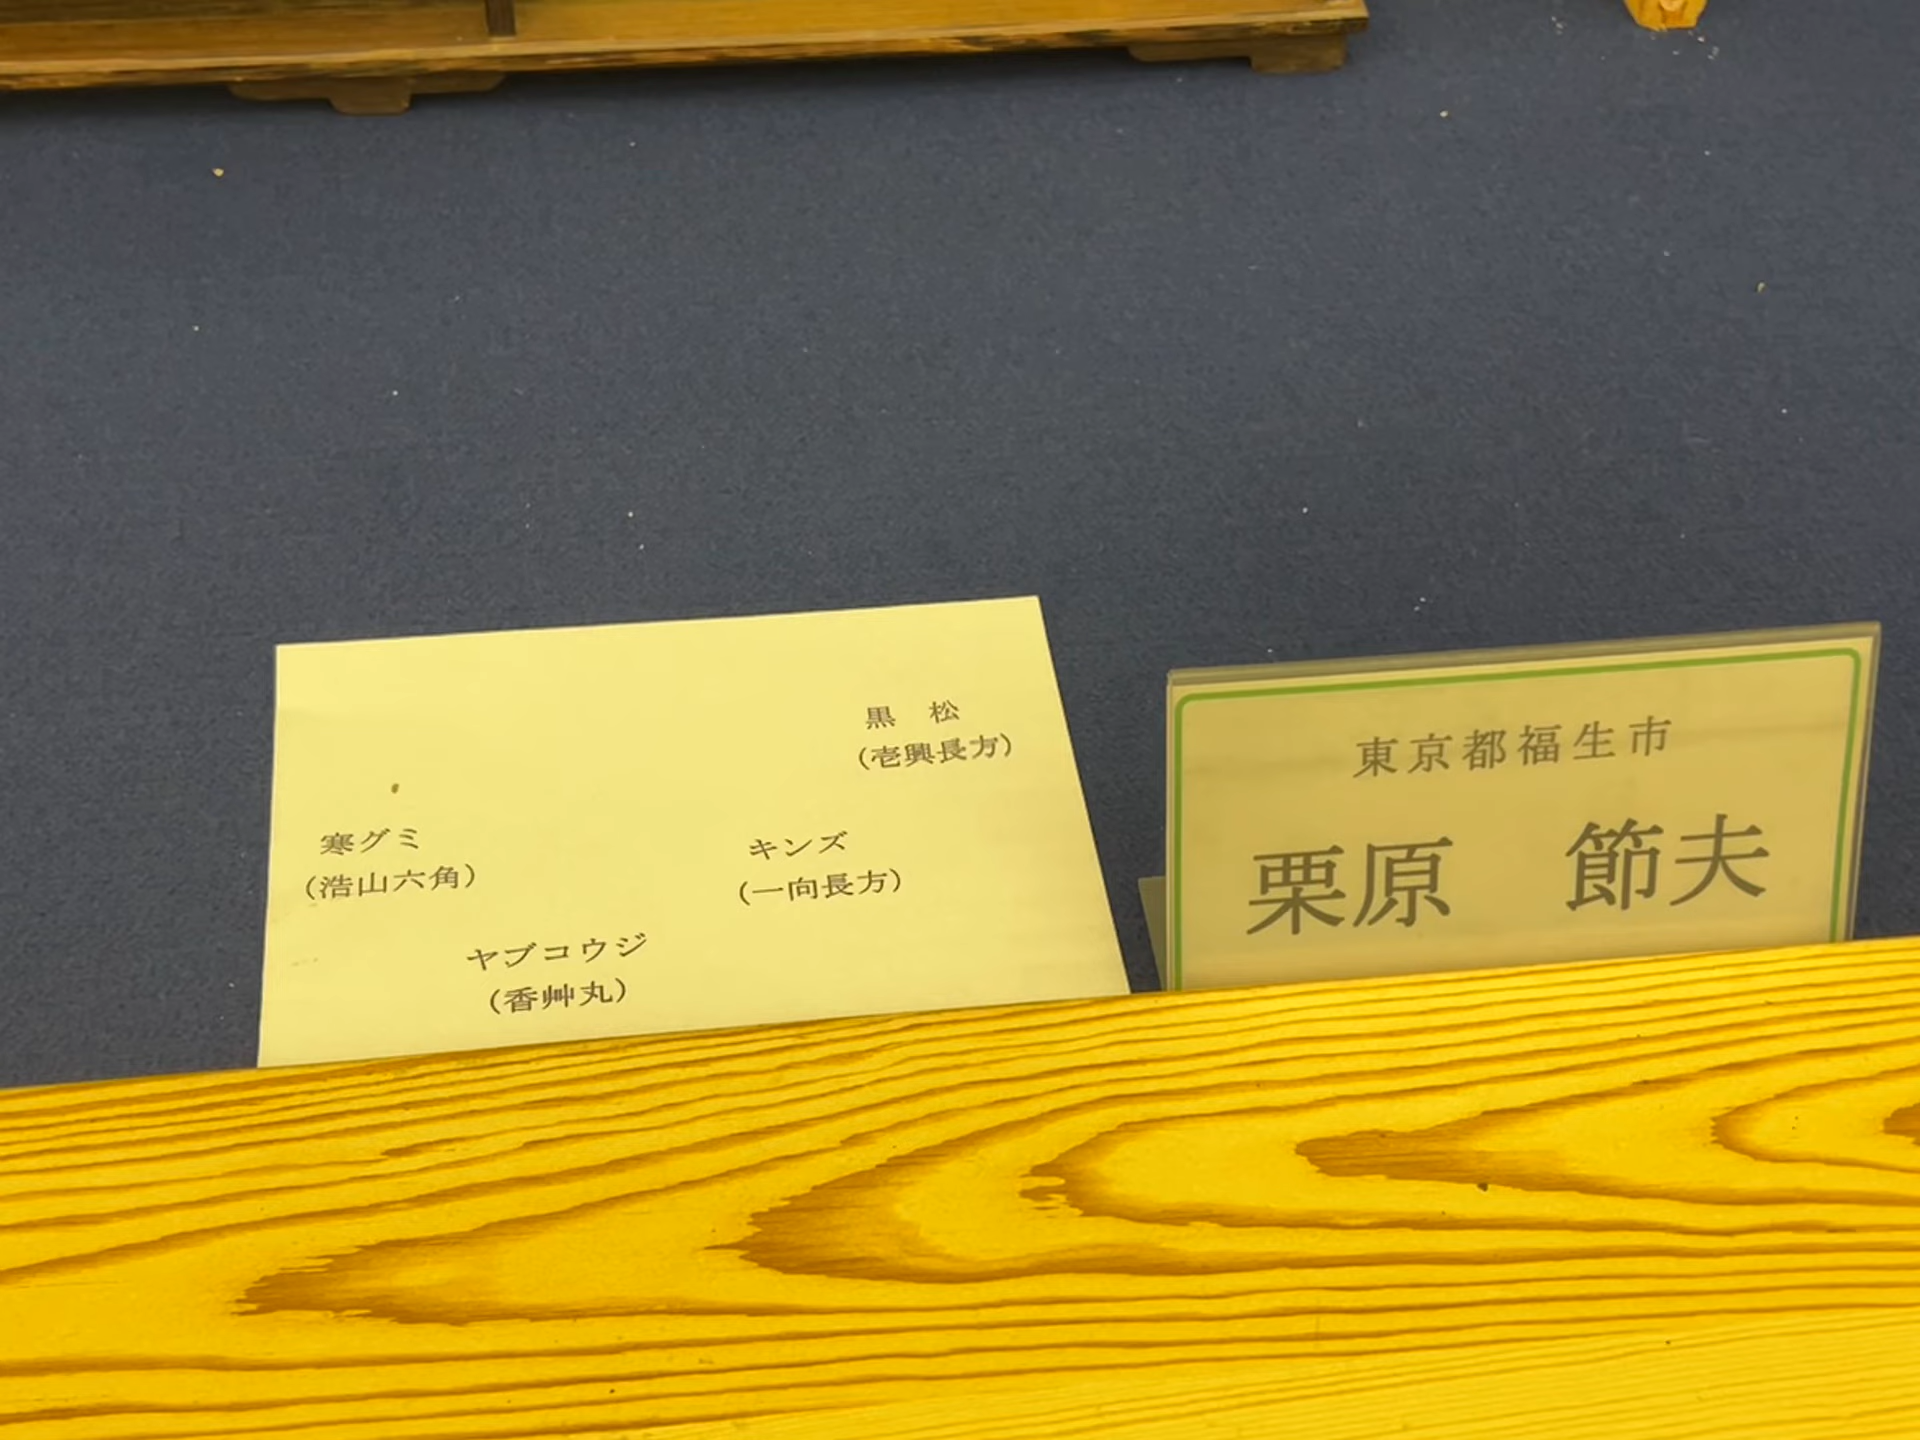 黒 松
(壱興長方)
寒グミ
(浩山六角)
キンズ
(一向長方)
ヤブコウジ
(香艸丸)
東京都福生市
栗原 節夫